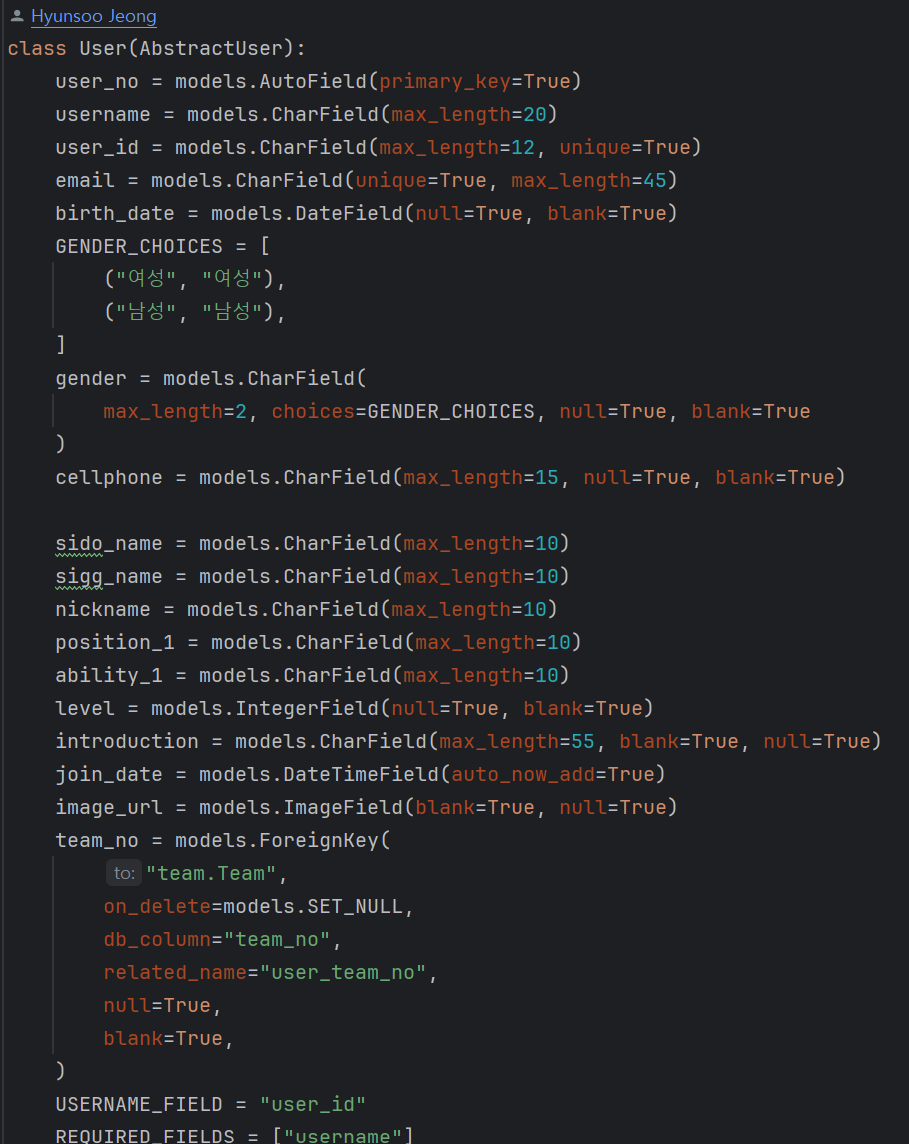 Hyunsoo Jeong
class User(AbstractUser):
    user_no = models.AutoField(primary_key=True)
    username = models.CharField(max_length=20)
    user_id = models.CharField(max_length=12, unique=True)
    email = models.CharField(unique=True, max_length=45)
    birth_date = models.DateField(null=True, blank=True)
    GENDER_CHOICES = [
        ("여성", "여성"),
        ("남성", "남성"),
    ]
    gender = models.CharField(
        max_length=2, choices=GENDER_CHOICES, null=True, blank=True
    )
    cellphone = models.CharField(max_length=15, null=True, blank=True)
    sido_name = models.CharField(max_length=10)
    sigg_name = models.CharField(max_length=10)
    nickname = models.CharField(max_length=10)
    position_1 = models.CharField(max_length=10)
    ability_1 = models.CharField(max_length=10)
    level = models.IntegerField(null=True, blank=True)
    introduction = models.CharField(max_length=55, blank=True, null=True)
    join_date = models.DateTimeField(auto_now_add=True)
    image_url = models.ImageField(blank=True, null=True)
    team_no = models.ForeignKey(
        to: "team.Team",
        on_delete=models.SET_NULL,
        db_column="team_no",
        related_name="user_team_no",
        null=True,
        blank=True,
    )
    USERNAME_FIELD = "user_id"
    REQUIRED_FIELDS = ["username"]